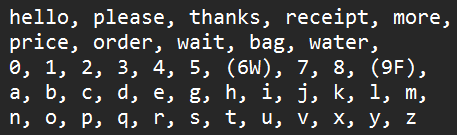 hello, please, thanks, receipt, more,
price, order, wait, bag, water,
0, 1, 2, 3, 4, 5, (6W), 7, 8, (9F),
a, b, c, d, e, g, h, i, j, k, l, m,
n, o, p, q, r, s, t, u, v, x, y, z